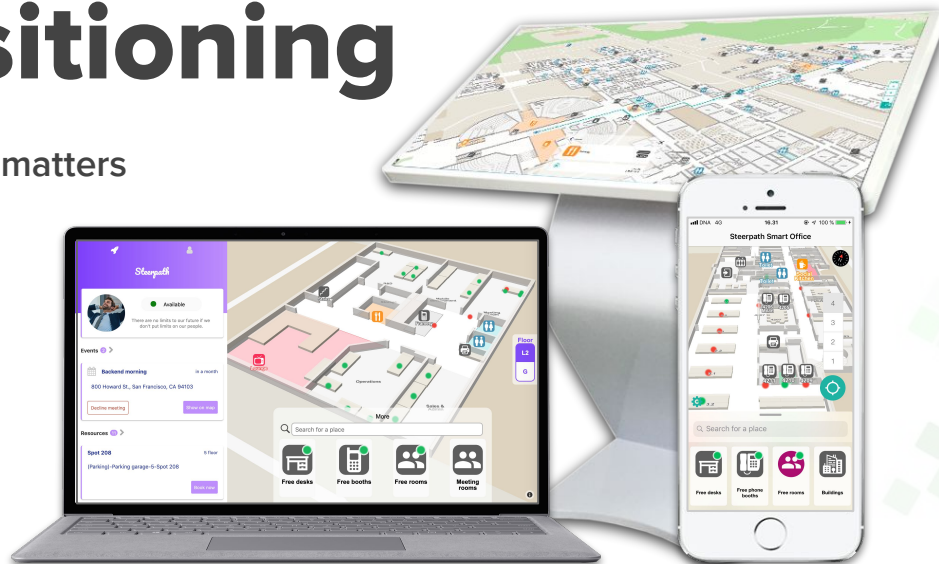 sitioning
matters
Steerpath
Available
There are no limits to our future if we
don't put limits on our people.
Events
Backend morning
in a month
800 Howard St., San Francisco, CA 94103
Decline meeting
Show on map
Resources
Spot 208
5 floor
(Parking)-Parking garage-5-Spot 208
Book now
Operations
Sales &
Floor
L2
G
More
Search for a place
Free desks
Free booths
Free rooms
Meeting
rooms
DNA 4G
16.31
100 %
Steerpath Smart Office
4
3
2
1
Search for a place
Free desks
Free phone
booths
Free rooms
Buildings